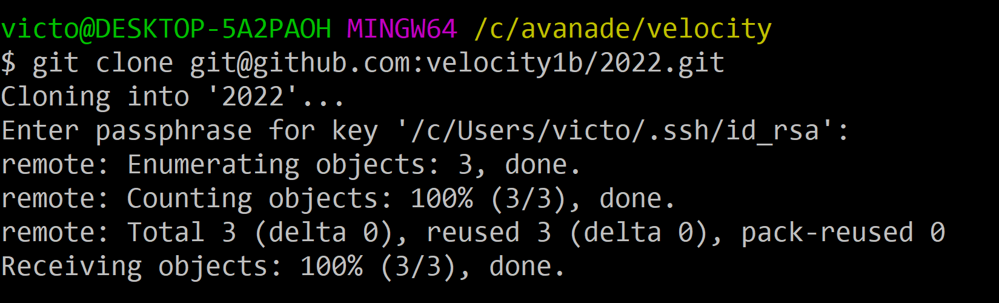 victo@DESKTOP-5A2PAOH MINGW64 /c/avanade/velocity
$ git clone git@github.com:velocity1b/2022.git
Cloning into '2022'...
Enter passphrase for key '/c/Users/victo/.ssh/id_rsa':
remote: Enumerating objects: 3, done.
remote: Counting objects: 100% (3/3), done.
remote: Total 3 (delta 0), reused 3 (delta 0), pack-reused 0
Receiving objects: 100% (3/3), done.